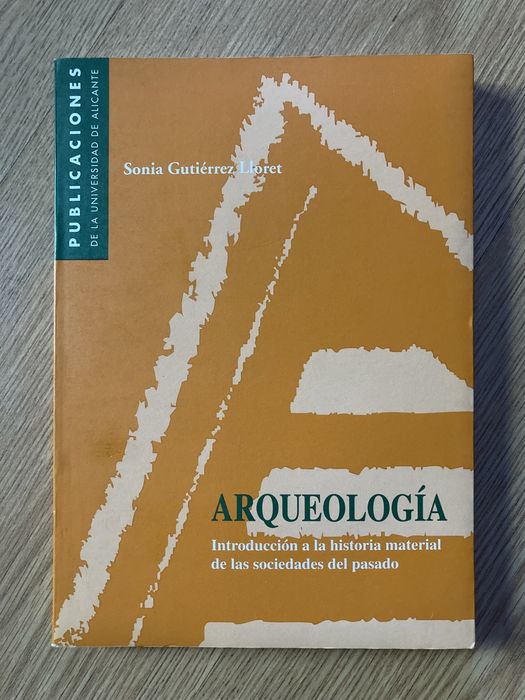 PUBLICACIONES
DE LA UNIVERSIDAD DE ALICANTE
Sonia Gutiérrez Lloret
ARQUEOLOGÍA
Introducción a la historia material
de las sociedades del pasado